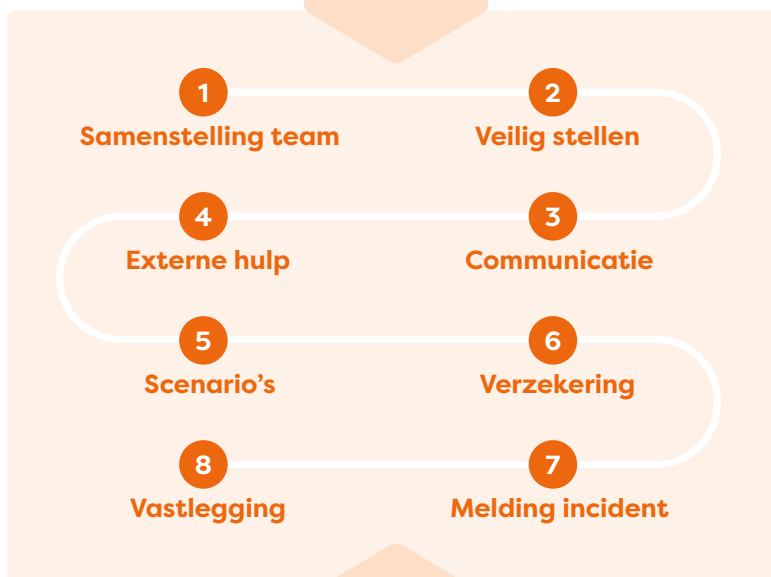 1
Samenstelling team
2
Veilig stellen
3
Communicatie
4
Externe hulp
5
Scenario’s
6
Verzekering
7
Melding incident
8
Vastlegging